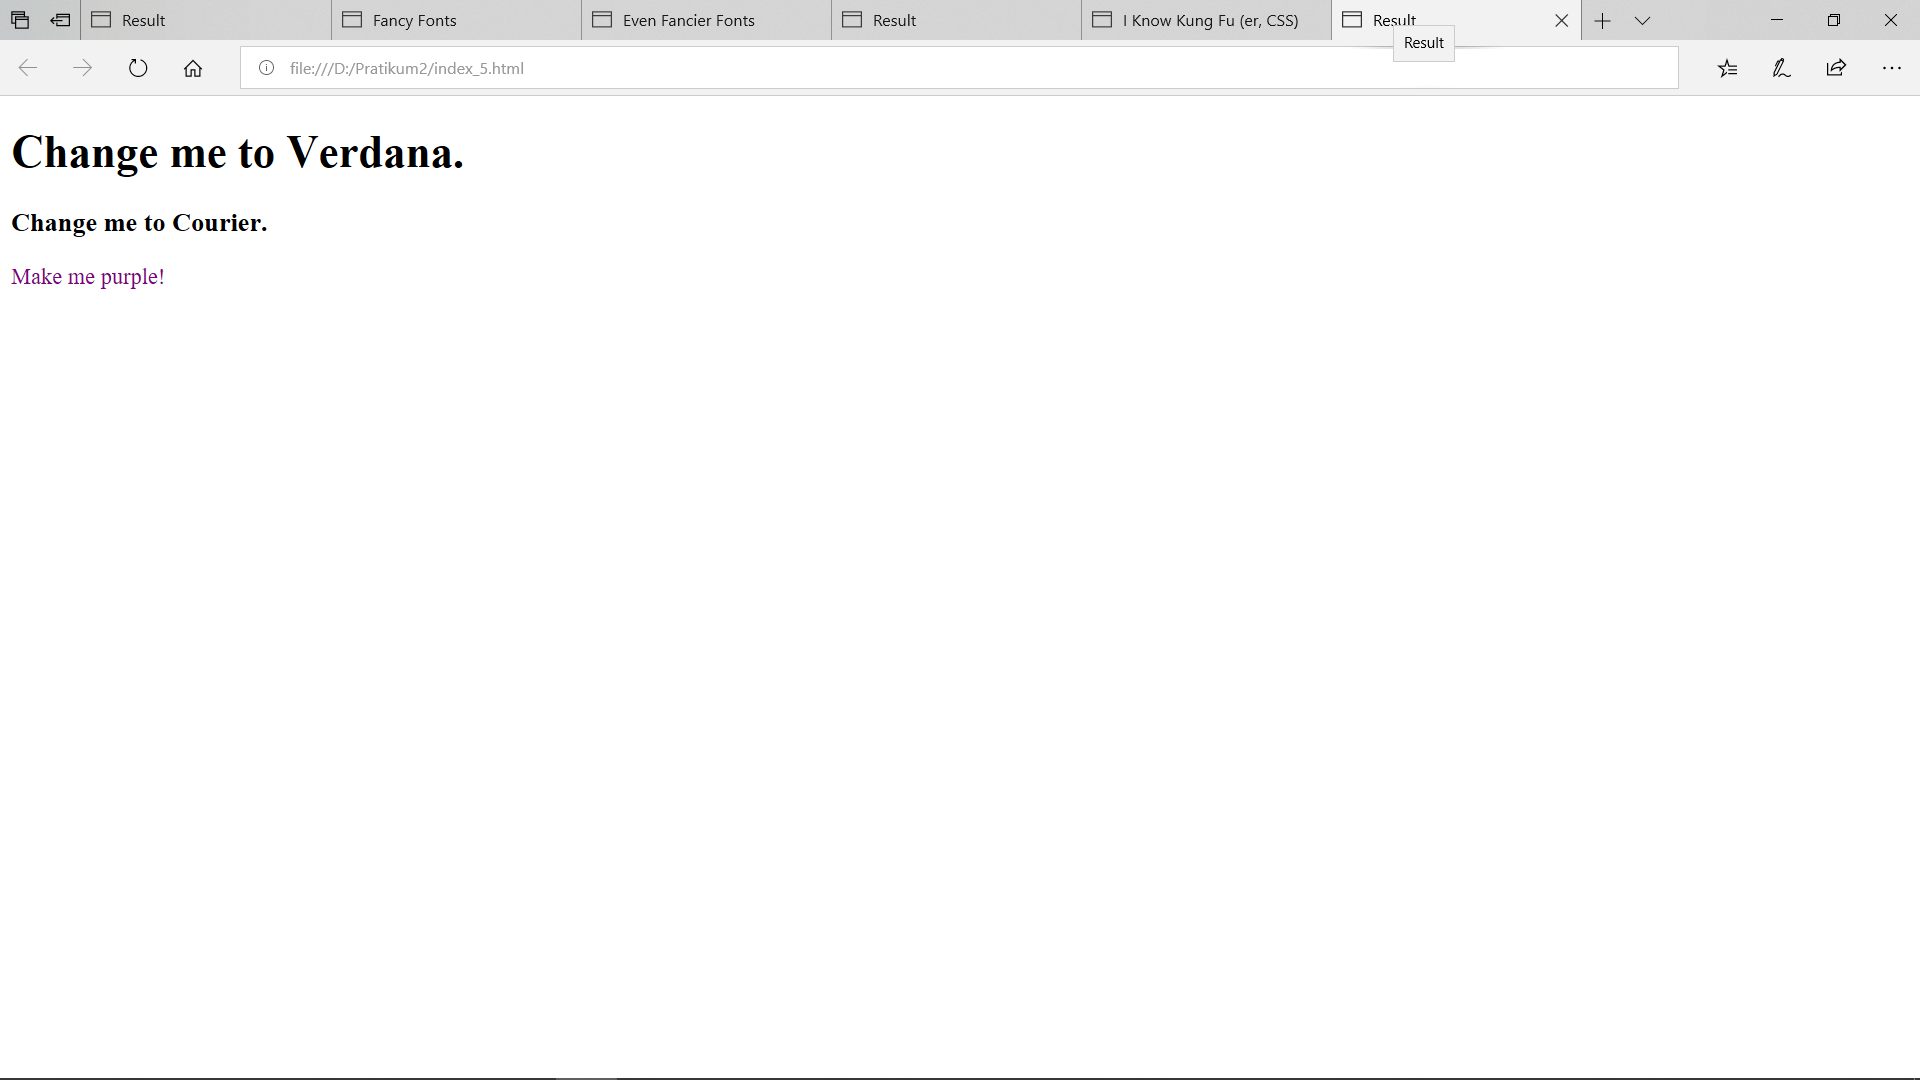 Result
Fancy Fonts
Even Fancier Fonts
Result
I Know Kung Fu (er, CSS)
Result
Result
file:///D:/Pratikum2/index_5.html
Change me to Verdana.
Change me to Courier.
Make me purple!